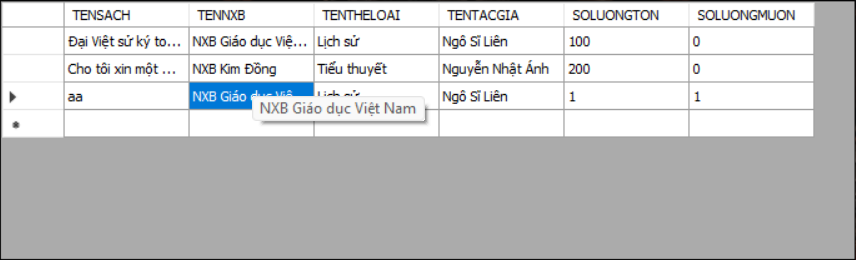 TENSACH TENNXB TENTHELOAI TENTACGIA SOLUONGTON SOLUONGMUON
Đại Việt sử ký to... NXB Giáo dục Việ... Lịch sử Ngô Sĩ Liên 100 0
Cho tôi xin một ... NXB Kim Đồng Tiểu thuyết Nguyễn Nhật Ánh 200 0
aa NXB Giáo dục Việ... Lịch sử Ngô Sĩ Liên 1 1
NXB Giáo dục Việt Nam